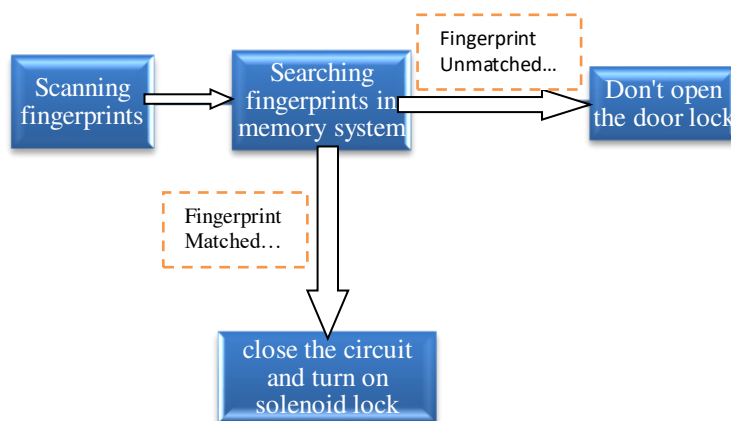 Scanning
fingerprints
Searching
fingerprints in
memory system
Fingerprint
Unmatched…
Don't open
the door lock
Fingerprint
Matched…
close the circuit
and turn on
solenoid lock